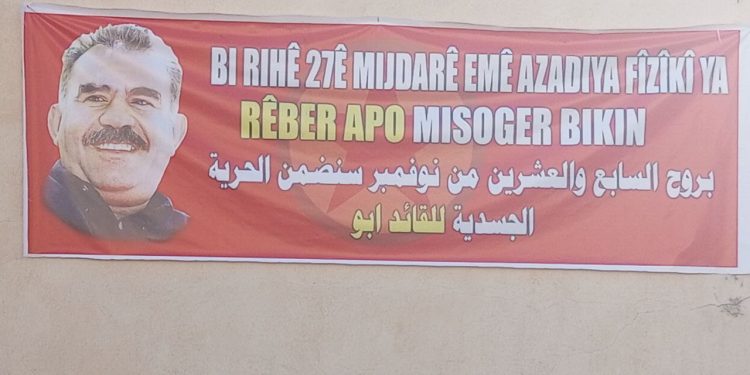 BI RIHÊ 27Ê MIJDARÊ EMÊ AZADIYA FÎZÎKÎ YA
RÊBER APO MISOGER BIKIN
بروح السابع والعشرين من نوفمبر سنضمن الحرية
الجسدية للقائد ابو